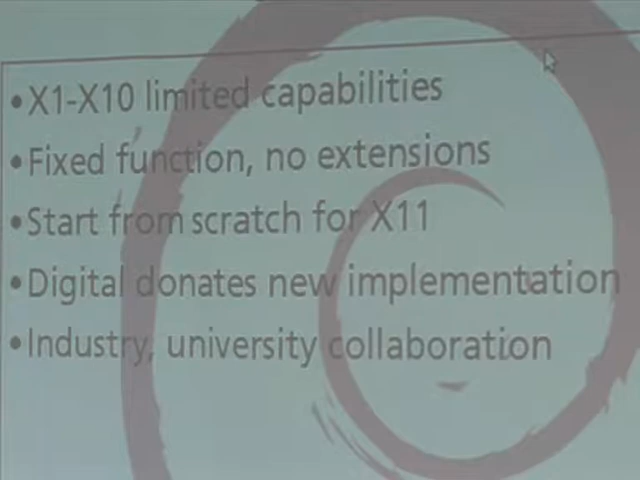 •X1-X10 limited capabilities
•Fixed function, no extensions
•Start from scratch for X11
•Digital donates new implementation
•Industry, university collaboration